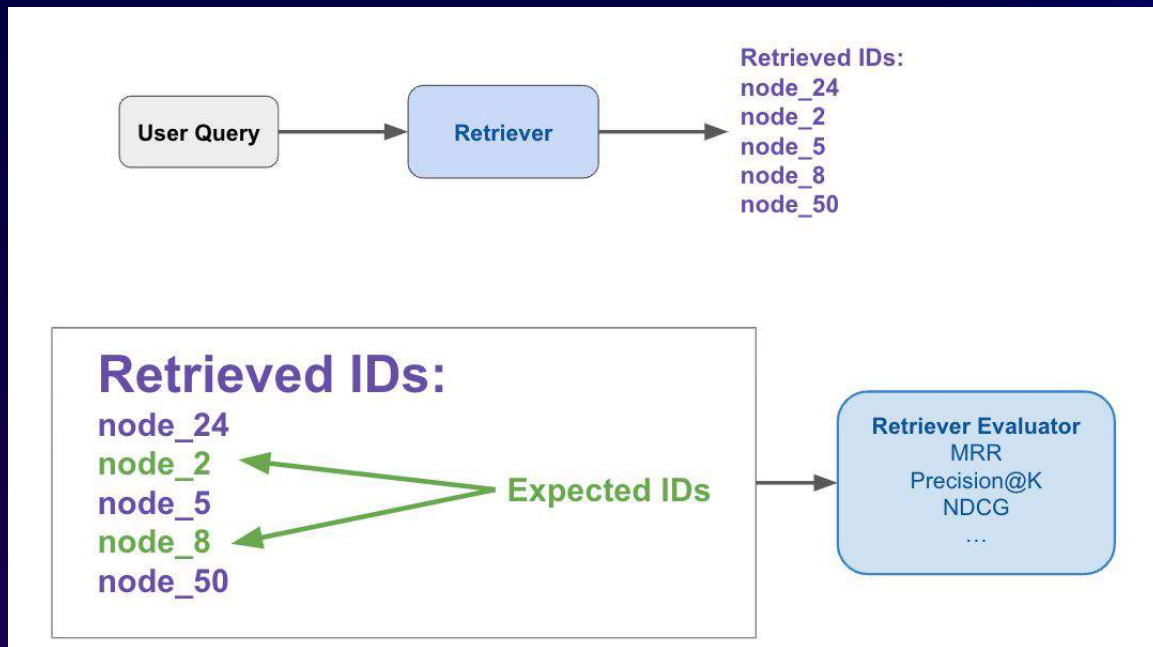 User Query
Retriever
Retrieved IDs:
node_24
node_2
node_5
node_8
node_50
Retrieved IDs:
node_24
node_2
node_5
node_8
node_50
Expected IDs
Retriever Evaluator
MRR
Precision@K
NDCG
…